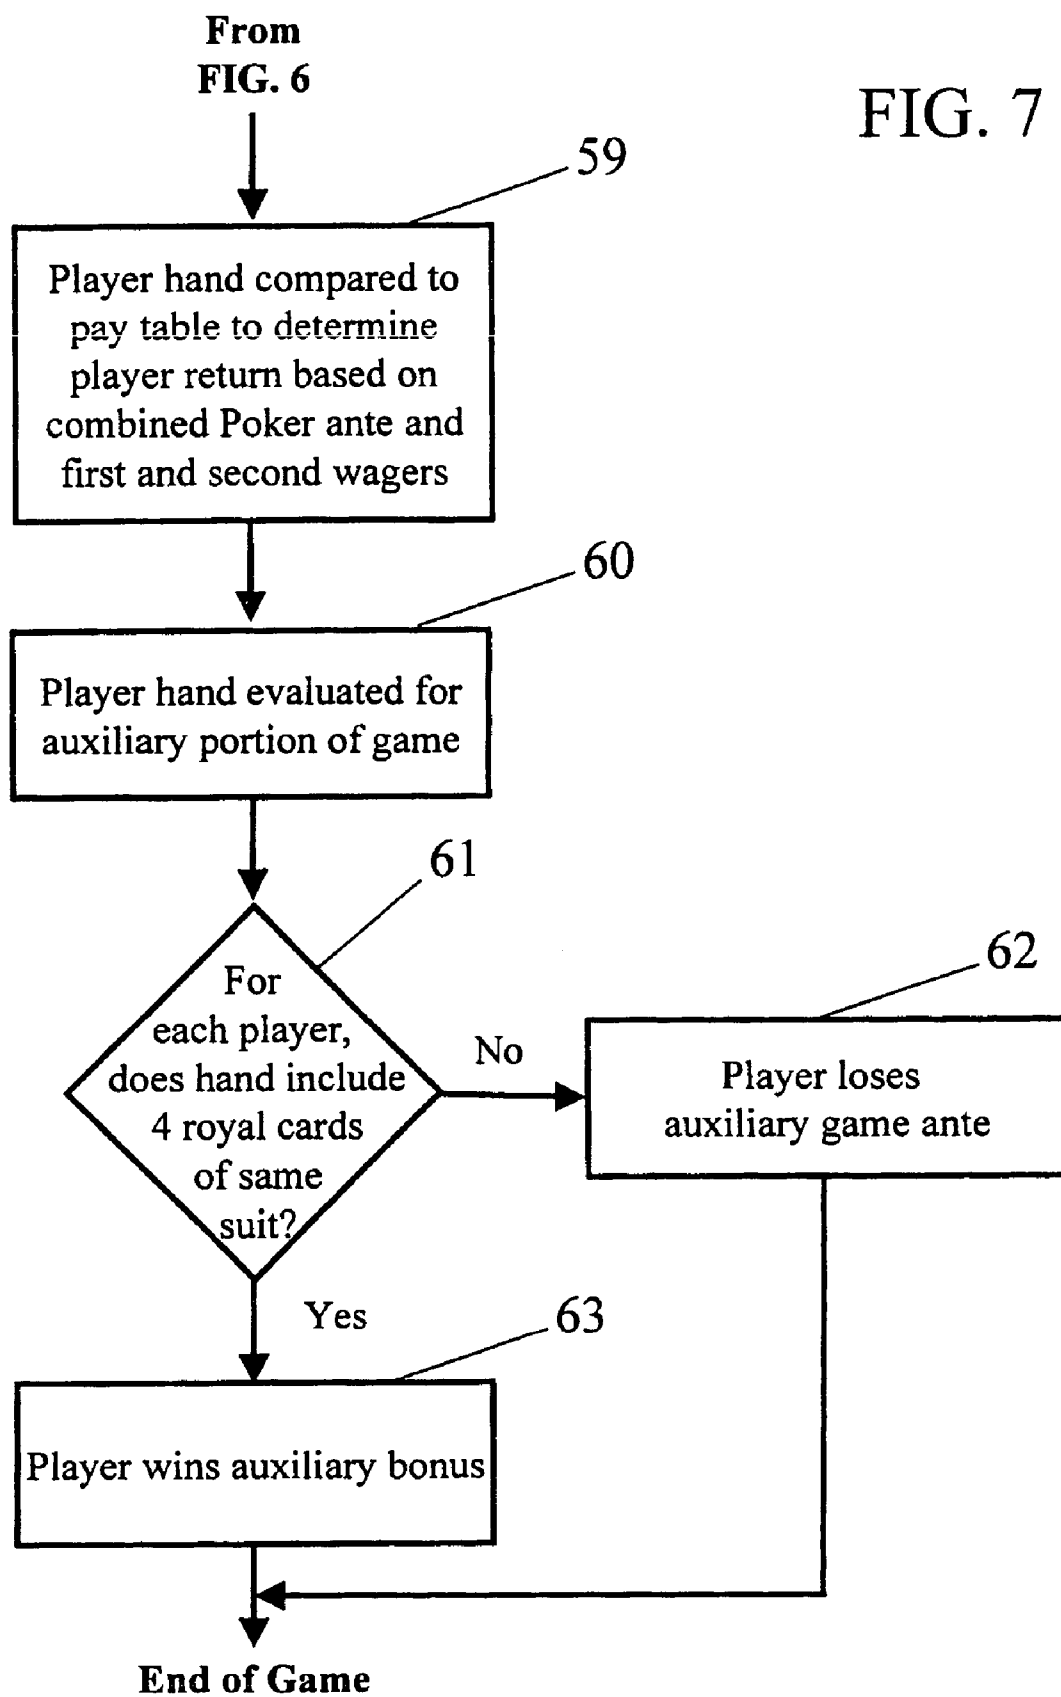 From
FIG. 6
FIG. 7
59
Player hand compared to
pay table to determine
player return based on
combined Poker ante and
first and second wagers
60
Player hand evaluated for
auxiliary portion of game
61
For
each player,
does hand include
4 royal cards
of same
suit?
No
62
Player loses
auxiliary game ante
Yes
63
Player wins auxiliary bonus
End of Game